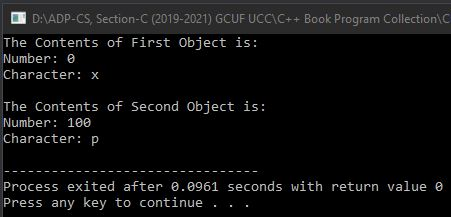 D:\ADP-CS, Section-C (2019-2021) GCUF UCC\C++ Book Program Collection\C
The Contents of First Object is:
Number: 0
Character: x
The Contents of Second Object is:
Number: 100
Character: p
--------------------------------
Process exited after 0.0961 seconds with return value 0
Press any key to continue . . .